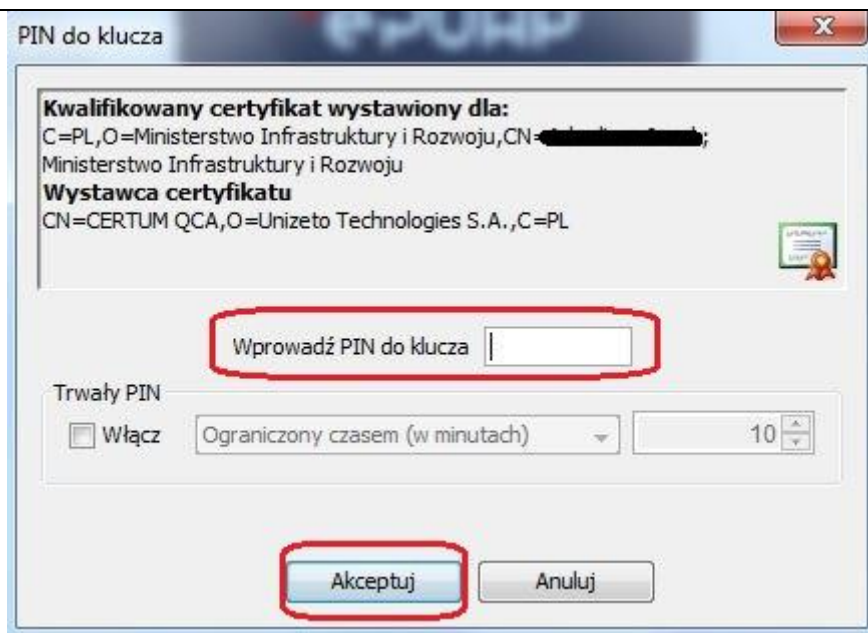 ePUAP
PIN do klucza
Kwalifikowany certyfikat wystawiony dla:
C=PL,O=Ministerstwo Infrastruktury i Rozwoju,CN=
Ministerstwo Infrastruktury i Rozwoju
Wystawca certyfikatu
CN=CERTUM QCA,O=Unizeto Technologies S.A.,C=PL
Wprowadź PIN do klucza
Trwały PIN
Włącz Ograniczony czasem (w minutach) 10
Akceptuj Anuluj